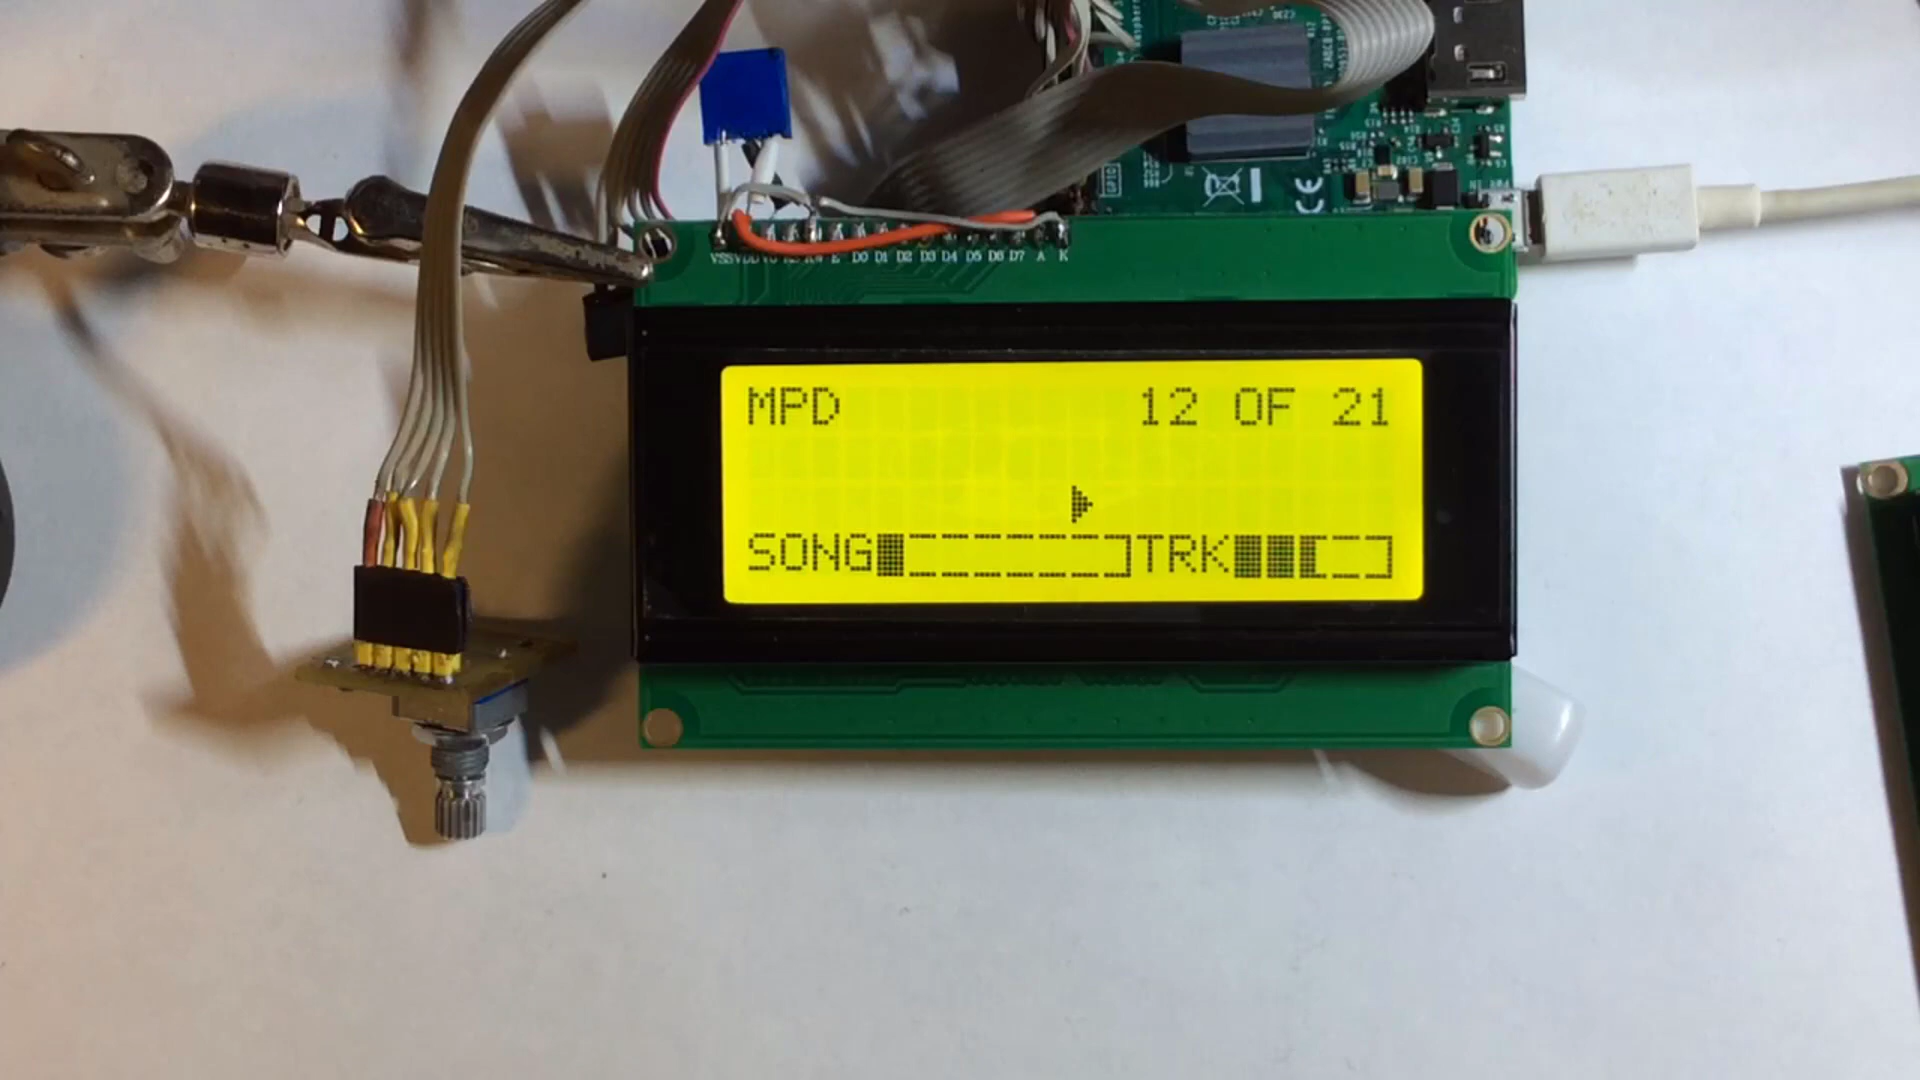 VSS VDD V0 RS RW E D0 D1 D2 D3 D4 D5 D6 D7 A K
MPD 12 OF 21
SONG TRK
GPIO
CE